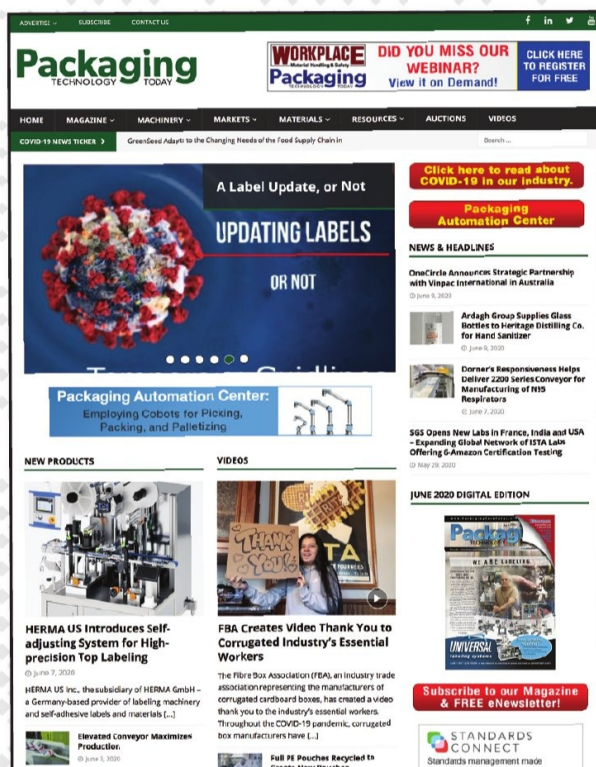 ADVERTISE
SUBSCRIBE
CONTACT US
Packaging
TECHNOLOGY TODAY
WORKPLACE
Material Handling & Safety
Packaging
TECHNOLOGY TODAY
DID YOU MISS OUR
WEBINAR?
View it on Demand!
CLICK HERE
TO REGISTER
FOR FREE
HOME
MAGAZINE
MACHINERY
MARKETS
MATERIALS
RESOURCES
AUCTIONS
VIDEOS
COVID-19 NEWS TICKER
GreenSeed Adapts to the Changing Needs of the Food Supply Chain in
Search ...
A Label Update, or Not
UPDATING LABELS
OR NOT
Click here to read about
COVID-19 in our industry.
Packaging
Automation Center
NEWS & HEADLINES
OneCircle Announces Strategic Partnership
with Vinpac International in Australia
June 9, 2020
Ardagh Group Supplies Glass
Bottles to Heritage Distilling Co.
for Hand Sanitizer
June 9, 2020
Dorner's Responsiveness Helps
Deliver 2200 Series Conveyor for
Manufacturing of N95
Respirators
June 7, 2020
SGS Opens New Labs in France, India and USA
– Expanding Global Network of ISTA Labs
Offering 6-Amazon Certification Testing
May 29, 2020
Packaging Automation Center:
Employing Cobots for Picking,
Packing, and Palletizing
NEW PRODUCTS
HERMA US Introduces Self-
adjusting System for High-
precision Top Labeling
June 7, 2020
HERMA US Inc., the subsidiary of HERMA GmbH –
a Germany-based provider of labeling machinery
and self-adhesive labels and materials [...]
Elevated Conveyor Maximizes
Production
June 3, 2020
VIDEOS
THANK
YOU!
FBA Creates Video Thank You to
Corrugated Industry's Essential
Workers
The Fibre Box Association (FBA), an industry trade
association representing the manufacturers of
corrugated cardboard boxes, has created a video
thank you to the industry's essential workers.
Throughout the COVID-19 pandemic, corrugated
box manufacturers have [...]
Full PE Pouches Recycled to
Create New Pouches
JUNE 2020 DIGITAL EDITION
Packag
WE ARE LABELING
UNIVERSAL
labeling systems
Subscribe to our Magazine
& FREE eNewsletter!
STANDARDS
CONNECT
Standards management made